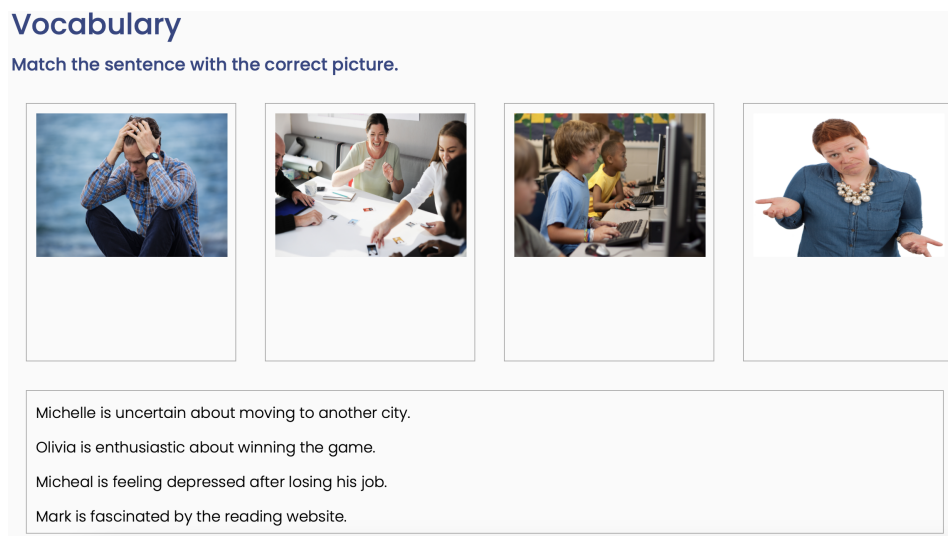 Vocabulary
Match the sentence with the correct picture.
Michelle is uncertain about moving to another city.
Olivia is enthusiastic about winning the game.
Micheal is feeling depressed after losing his job.
Mark is fascinated by the reading website.